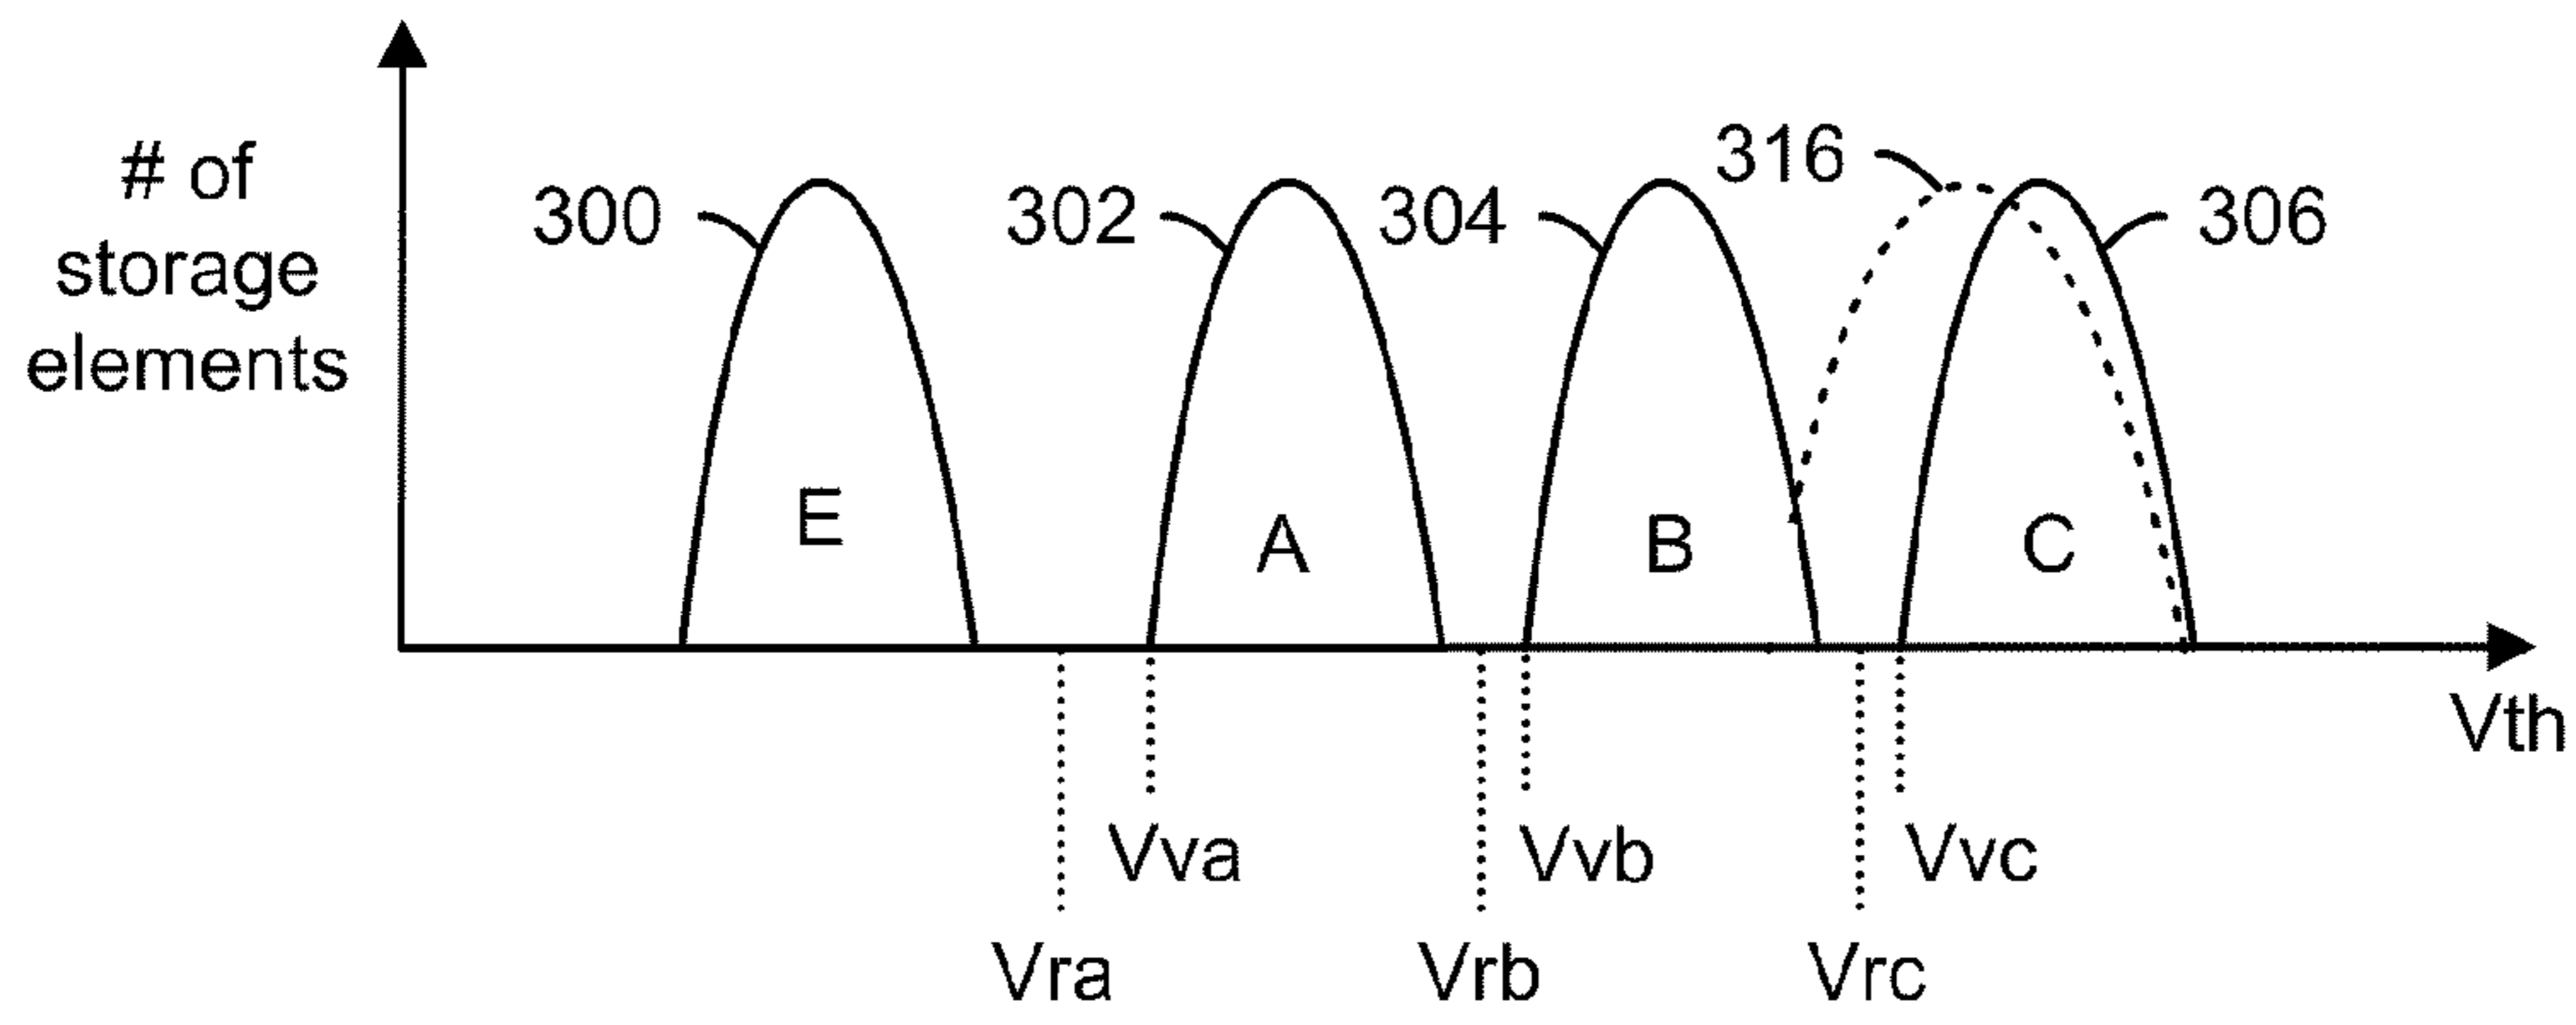 # of
storage
elements
300
302
304
316
306
E
A
B
C
Vth
Vva
Vvb
Vvc
Vra
Vrb
Vrc